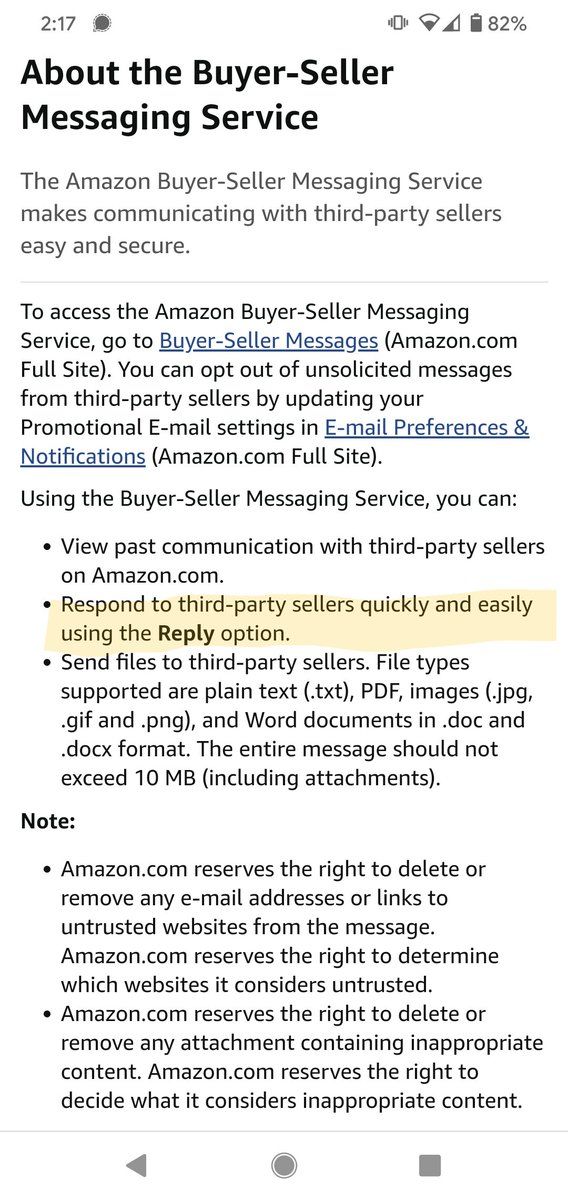 2:17
82%
About the Buyer-Seller
Messaging Service
The Amazon Buyer-Seller Messaging Service
makes communicating with third-party sellers
easy and secure.
To access the Amazon Buyer-Seller Messaging
Service, go to Buyer-Seller Messages (Amazon.com
Full Site). You can opt out of unsolicited messages
from third-party sellers by updating your
Promotional E-mail settings in E-mail Preferences &
Notifications (Amazon.com Full Site).
Using the Buyer-Seller Messaging Service, you can:
• View past communication with third-party sellers
on Amazon.com.
• Respond to third-party sellers quickly and easily
using the Reply option.
• Send files to third-party sellers. File types
supported are plain text (.txt), PDF, images (.jpg,
.gif and .png), and Word documents in .doc and
.docx format. The entire message should not
exceed 10 MB (including attachments).
Note:
• Amazon.com reserves the right to delete or
remove any e-mail addresses or links to
untrusted websites from the message.
Amazon.com reserves the right to determine
which websites it considers untrusted.
• Amazon.com reserves the right to delete or
remove any attachment containing inappropriate
content. Amazon.com reserves the right to
decide what it considers inappropriate content.